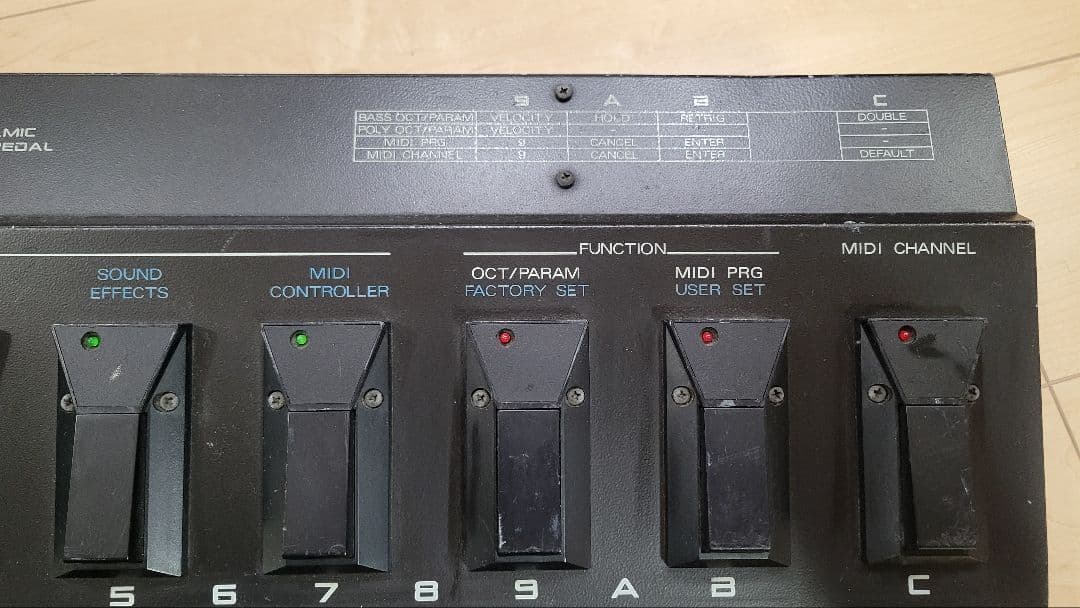 9 A B C
BASS OCT/PARAM VELOCITY HOLD RETRIG DOUBLE
POLY OCT/PARAM VELOCITY - - -
MIDI PRG 9 CANCEL ENTER -
MIDI CHANNEL 9 CANCEL ENTER DEFAULT
AMIC
PEDAL
FUNCTION MIDI CHANNEL
SOUND MIDI OCT/PARAM MIDI PRG
EFFECTS CONTROLLER FACTORY SET USER SET
5 6 7 8 9 A B C